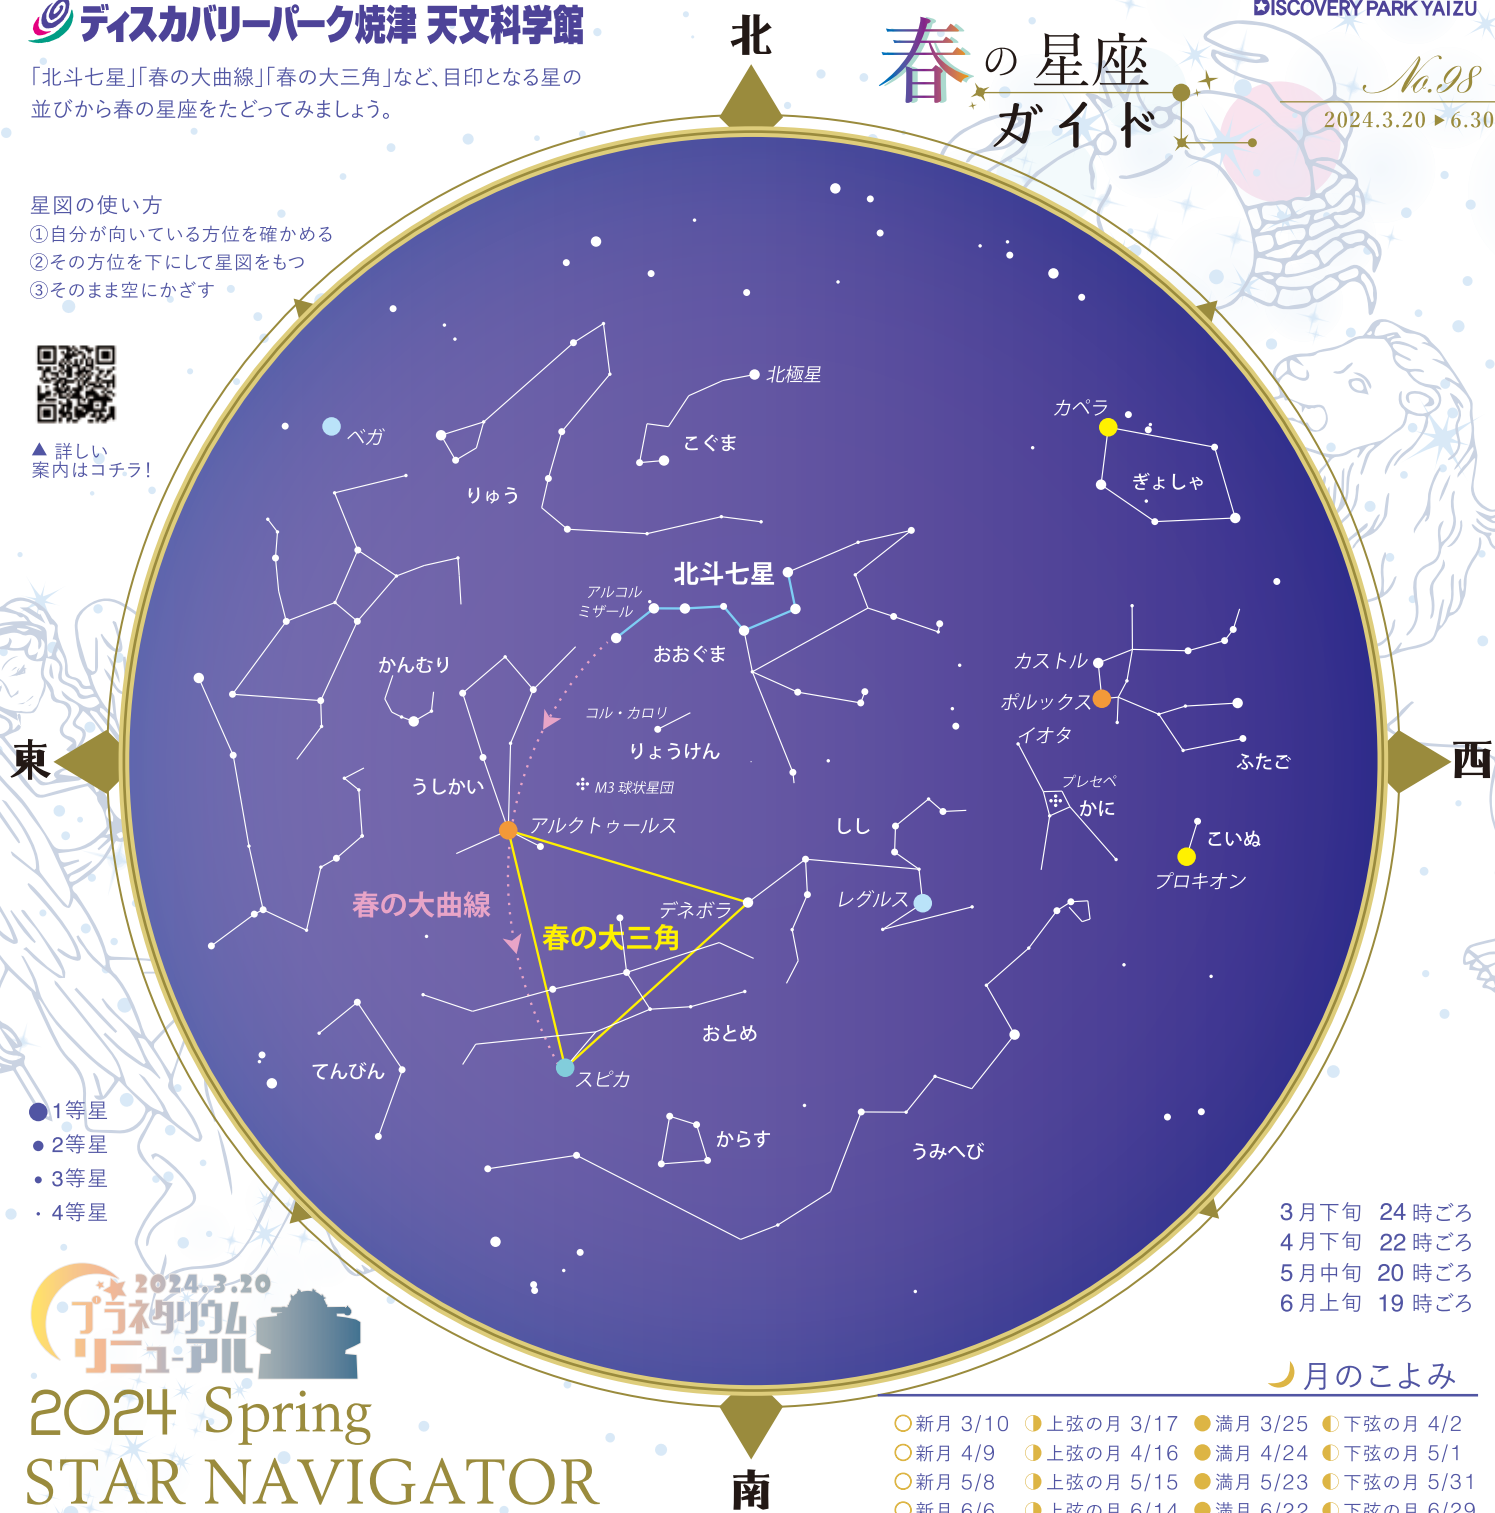 ディスカバリーパーク焼津 天文科学館
「北斗七星」「春の大曲線」「春の大三角」など、目印となる星の
並びから春の星座をたどってみましょう。
北
春の星座
ガイド
DISCOVERY PARK YAIZU
No.98
2024.3.20 ▶ 6.30
星図の使い方
①自分が向いている方位を確かめる
②その方位を下にして星図をもつ
③そのまま空にかざす
▲ 詳しい
案内はコチラ!
北極星
こぐま
ベガ
りゅう
カペラ
ぎょしゃ
北斗七星
アルコル
ミザール
おおぐま
かんむり
カストル
ポルックス
イオタ
ふたご
コル・カロリ
りょうけん
うしかい
M3 球状星団
プレセペ
かに
東
西
アルクトゥールス
しし
こいぬ
プロキオン
春の大曲線
デネボラ
レグルス
春の大三角
おとめ
てんびん
スピカ
からす
うみへび
1等星
2等星
3等星
4等星
3月下旬 24時ごろ
4月下旬 22時ごろ
5月中旬 20時ごろ
6月上旬 19時ごろ
2024.3.20
プラネタリウム
リニューアル
2024 Spring
STAR NAVIGATOR
南
月のこよみ
新月 3/10 上弦の月 3/17 満月 3/25 下弦の月 4/2
新月 4/9 上弦の月 4/16 満月 4/24 下弦の月 5/1
新月 5/8 上弦の月 5/15 満月 5/23 下弦の月 5/31
新月 6/6 上弦の月 6/14 満月 6/22 下弦の月 6/29